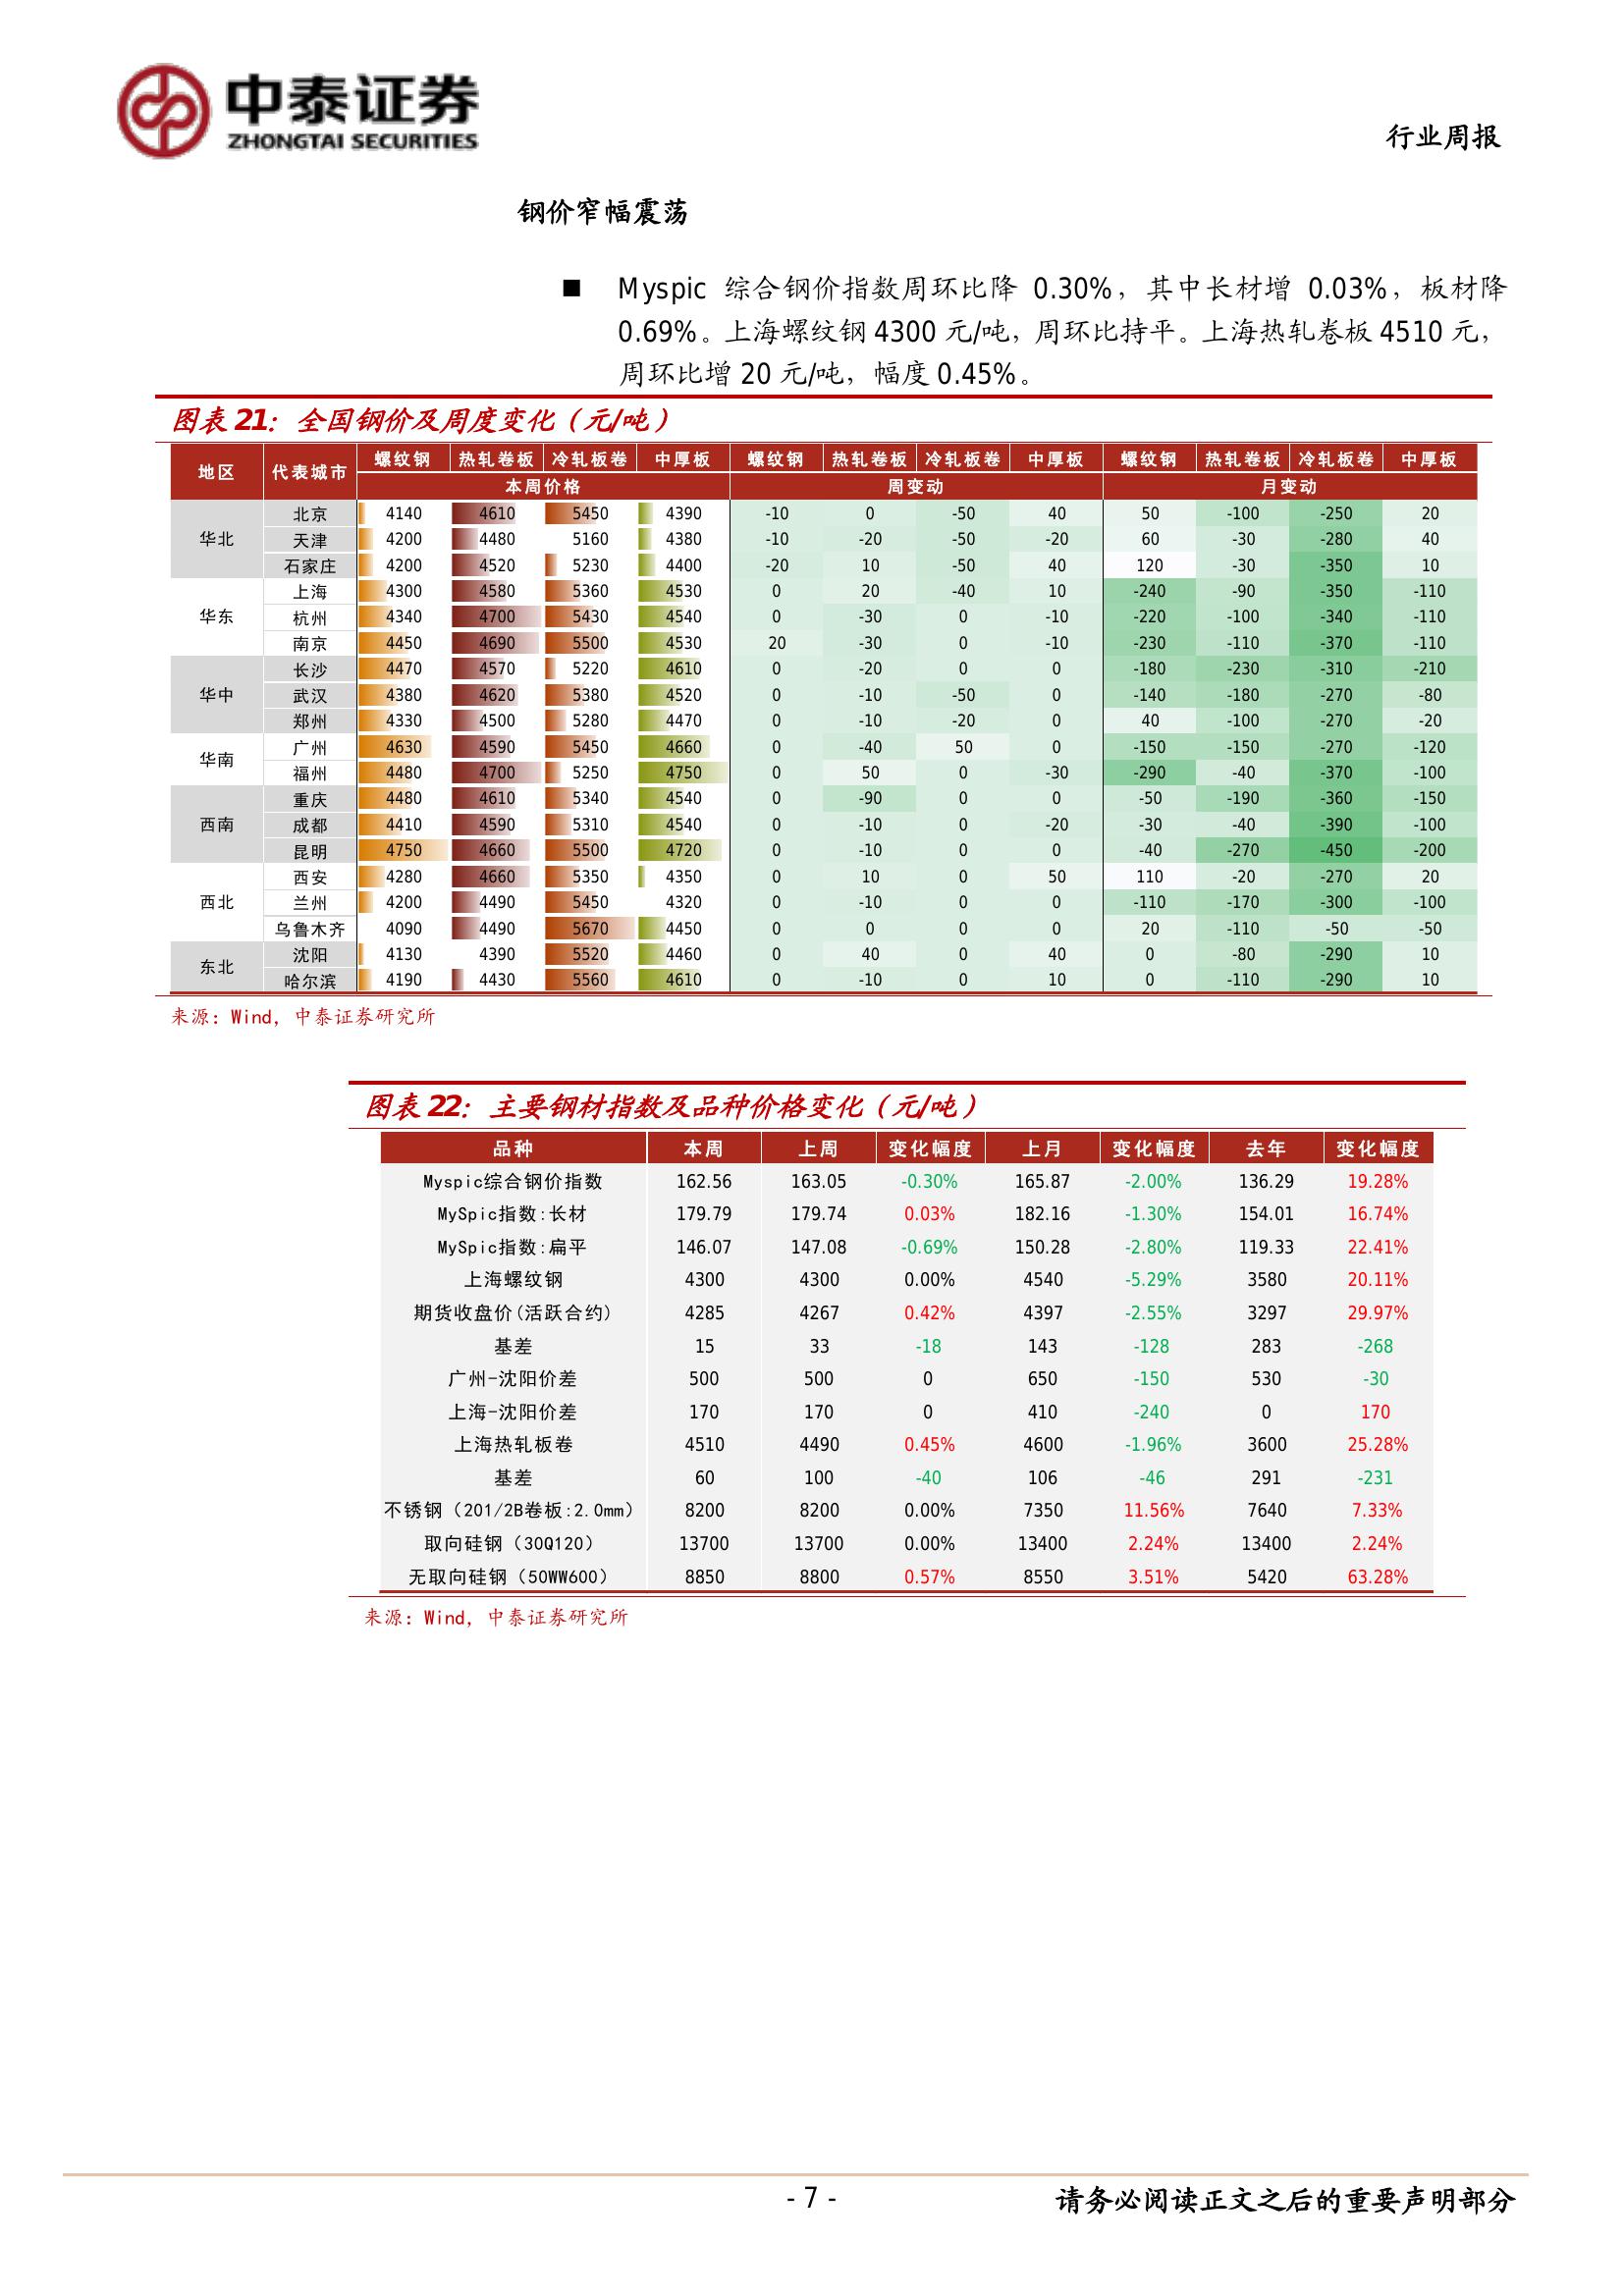 中泰证券
ZHONGTAI SECURITIES
行业周报
钢价窄幅震荡
■ Myspic 综合钢价指数周环比降 0.30%，其中长材增 0.03%，板材降
0.69%。上海螺纹钢 4300 元/吨，周环比持平。上海热轧卷板 4510 元，
周环比增 20 元/吨，幅度 0.45%。
图表 21：全国钢价及周度变化（元/吨）
地区 代表城市 螺纹钢 热轧卷板 冷轧板卷 中厚板 螺纹钢 热轧卷板 冷轧板卷 中厚板 螺纹钢 热轧卷板 冷轧板卷 中厚板
本周价格 周变动 月变动
华北 北京 4140 4610 5450 4390 -10 0 -50 40 50 -100 -250 20
天津 4200 4480 5160 4380 -10 -20 -50 -20 60 -30 -280 40
石家庄 4200 4520 5230 4400 -20 10 -50 40 120 -30 -350 10
华东 上海 4300 4580 5360 4530 0 20 -40 10 -240 -90 -350 -110
杭州 4340 4700 5430 4540 0 -30 0 -10 -220 -100 -340 -110
南京 4450 4690 5500 4530 20 -30 0 -10 -230 -110 -370 -110
华中 长沙 4470 4570 5220 4610 0 -20 0 0 -180 -230 -310 -210
武汉 4380 4620 5380 4520 0 -10 -50 0 -140 -180 -270 -80
郑州 4330 4500 5280 4470 0 -10 -20 0 40 -100 -270 -20
华南 广州 4630 4590 5450 4660 0 -40 50 0 -150 -150 -270 -120
福州 4480 4700 5250 4750 0 50 0 -30 -290 -40 -370 -100
西南 重庆 4480 4610 5340 4540 0 -90 0 0 -50 -190 -360 -150
成都 4410 4590 5310 4540 0 -10 0 -20 -30 -40 -390 -100
昆明 4750 4660 5500 4720 0 -10 0 0 -40 -270 -450 -200
西北 西安 4280 4660 5350 4350 0 10 0 50 110 -20 -270 20
兰州 4200 4490 5450 4320 0 -10 0 0 -110 -170 -300 -100
乌鲁木齐 4090 4490 5670 4450 0 0 0 0 20 -110 -50 -50
东北 沈阳 4130 4390 5520 4460 0 40 0 40 0 -80 -290 10
哈尔滨 4190 4430 5560 4610 0 -10 0 10 0 -110 -290 10
来源：Wind，中泰证券研究所
图表 22：主要钢材指数及品种价格变化（元/吨）
品种 本周 上周 变化幅度 上月 变化幅度 去年 变化幅度
Myspic综合钢价指数 162.56 163.05 -0.30% 165.87 -2.00% 136.29 19.28%
MySpic指数:长材 179.79 179.74 0.03% 182.16 -1.30% 154.01 16.74%
MySpic指数:扁平 146.07 147.08 -0.69% 150.28 -2.80% 119.33 22.41%
上海螺纹钢 4300 4300 0.00% 4540 -5.29% 3580 20.11%
期货收盘价(活跃合约) 4285 4267 0.42% 4397 -2.55% 3297 29.97%
基差 15 33 -18 143 -128 283 -268
广州-沈阳价差 500 500 0 650 -150 530 -30
上海-沈阳价差 170 170 0 410 -240 0 170
上海热轧板卷 4510 4490 0.45% 4600 -1.96% 3600 25.28%
基差 60 100 -40 106 -46 291 -231
不锈钢（201/2B卷板:2.0mm） 8200 8200 0.00% 7350 11.56% 7640 7.33%
取向硅钢（30Q120） 13700 13700 0.00% 13400 2.24% 13400 2.24%
无取向硅钢（50WW600） 8850 8800 0.57% 8550 3.51% 5420 63.28%
来源：Wind，中泰证券研究所
- 7 -
请务必阅读正文之后的重要声明部分